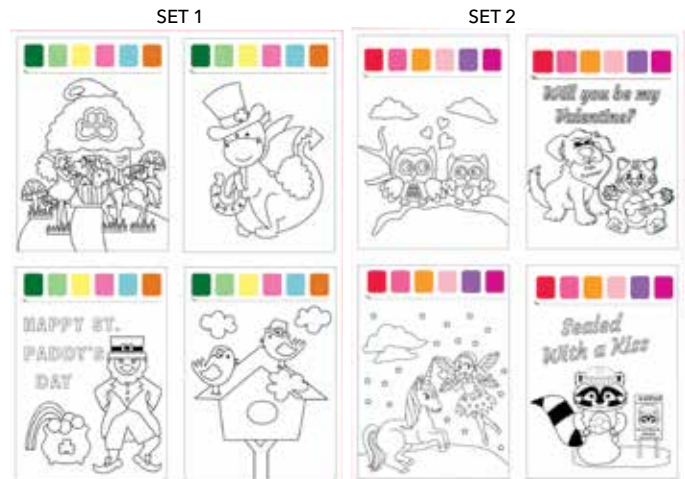 SET 1
SET 2
Will you be my
Valentine?
HAPPY ST.
PADDY'S
DAY
Sealed
With a Kiss